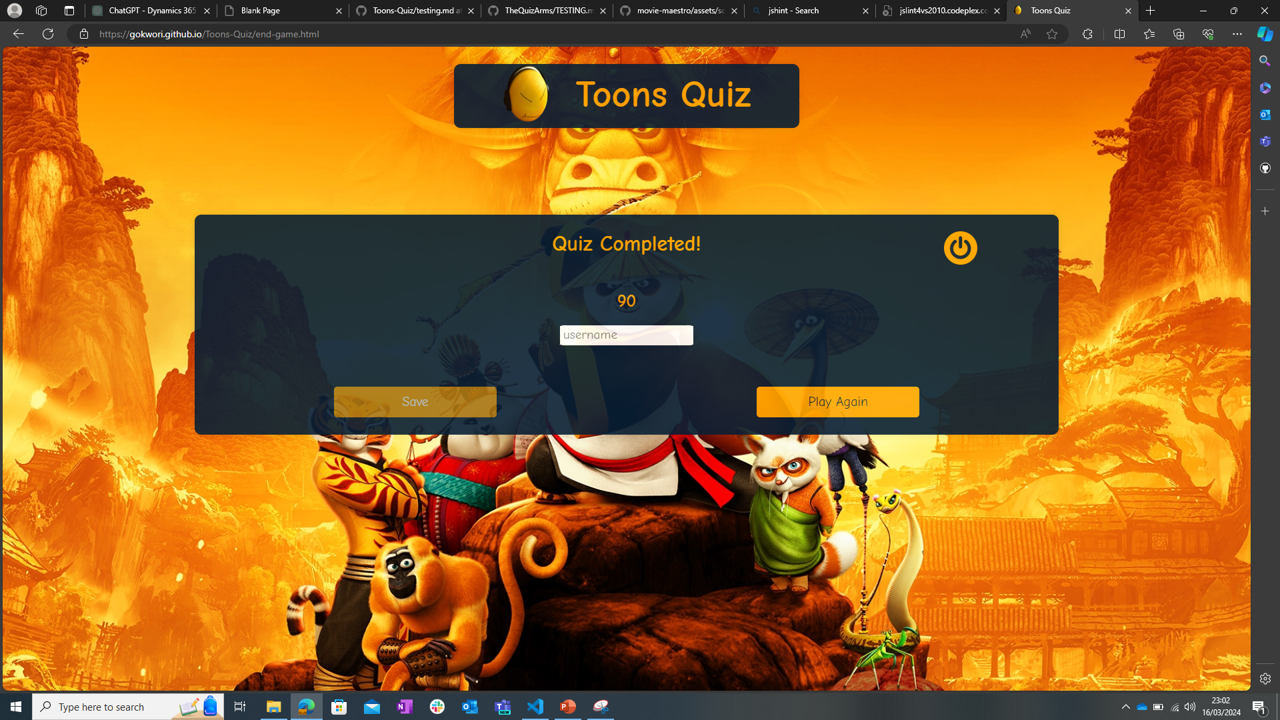 ChatGPT - Dynamics 365
Blank Page
Toons-Quiz/testing.md at
TheQuizArms/TESTING.m
movie-maestro/assets/sc
jshint - Search
jslint4vs2010.codeplex.co
Toons Quiz
https://gokwori.github.io/Toons-Quiz/end-game.html
Toons Quiz
Quiz Completed!
90
username
Save
Play Again
Type here to search
23:02
16/03/2024